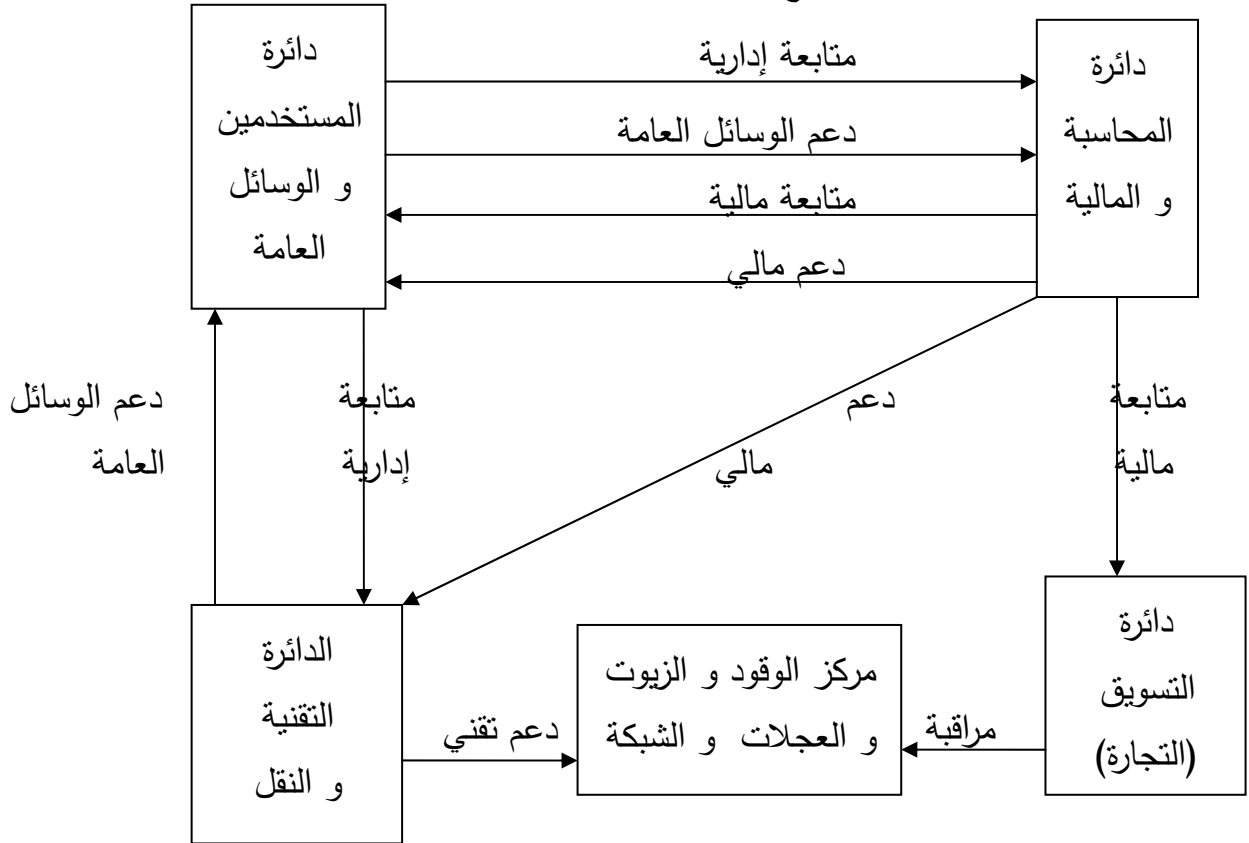 دائرة
المحاسبة
و المالية
متابعة إدارية
دعم الوسائل العامة
متابعة مالية
دعم مالي
دائرة
المستخدمين
و الوسائل
العامة
متابعة
مالية
دعم
مالي
متابعة
إدارية
دعم الوسائل
العامة
دائرة
التسويق
(التجارة)
مراقبة
مركز الوقود و الزيوت
و العجلات و الشبكة
دعم تقني
الدائرة
التقنية
و النقل